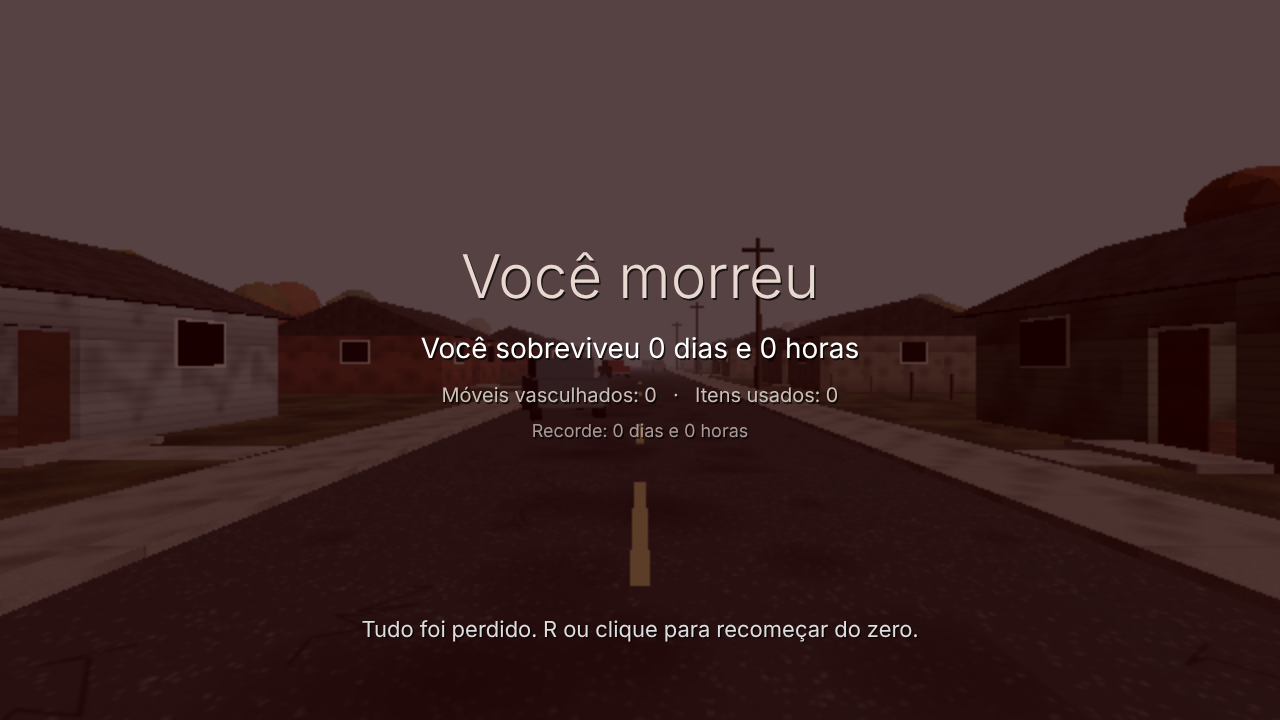 Você morreu
Você sobreviveu 0 dias e 0 horas
Móveis vasculhados: 0 · Itens usados: 0
Recorde: 0 dias e 0 horas
Tudo foi perdido. R ou clique para recomeçar do zero.